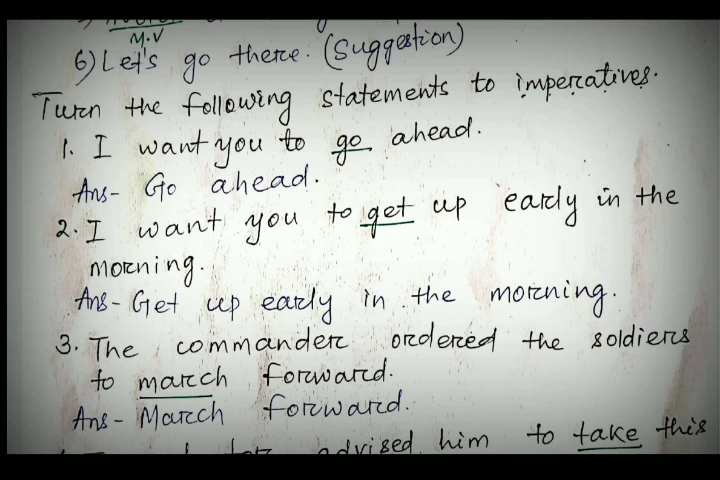 M.V
6) Let's go there. (Suggestion)
Turn the following statements to imperatives.
1. I want you to go ahead.
Ans- Go ahead.
2. I want you to get up early in the
morning.
Ans- Get up early in the morning.
3. The commander ordered the soldiers
to march forward.
Ans- March forward.
advised him to take this